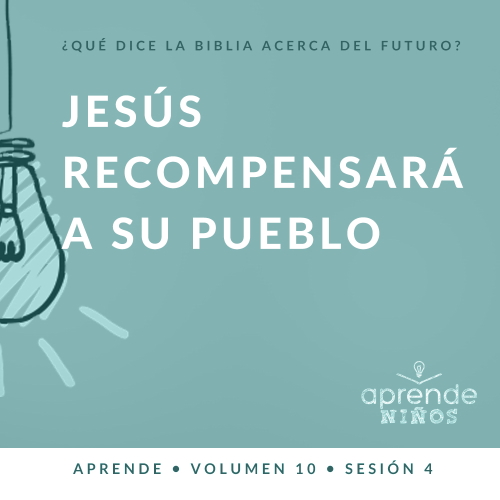 ¿QUÉ DICE LA BIBLIA ACERCA DEL FUTURO?
JESÚS
RECOMPENSARÁ
A SU PUEBLO
aprende
NIÑOS
APRENDE • VOLUMEN 10 • SESIÓN 4